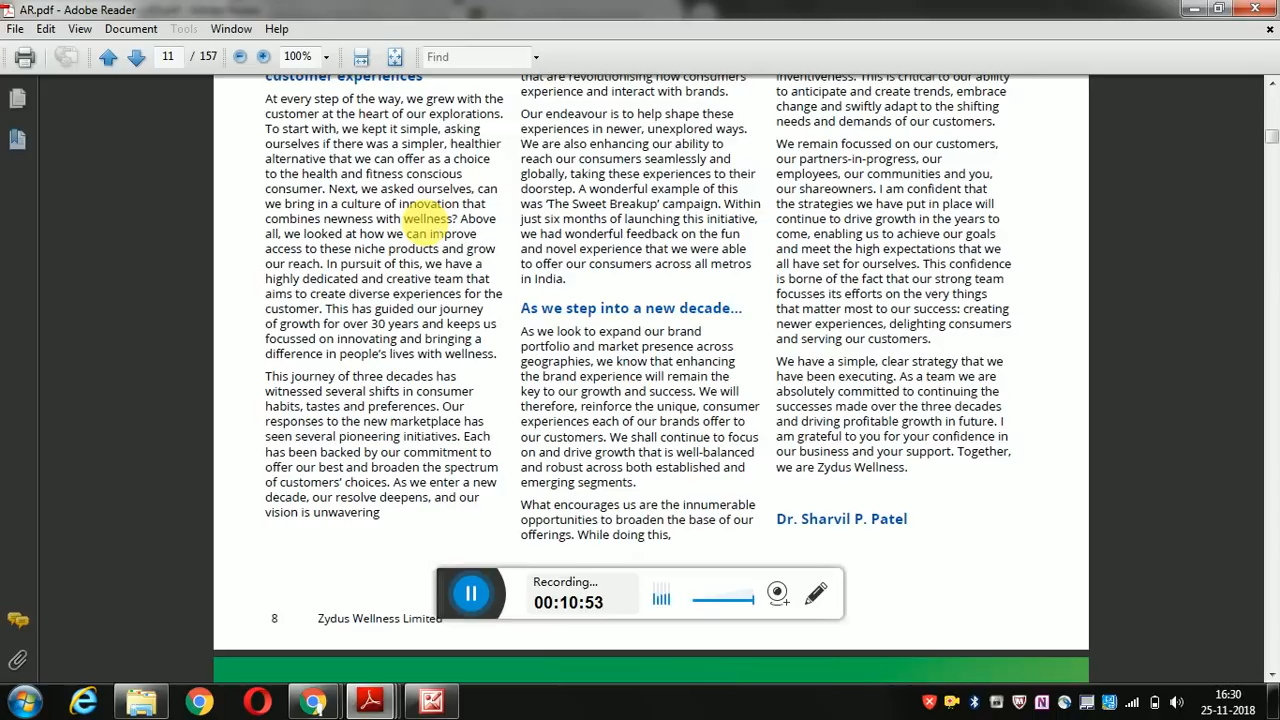 AR.pdf - Adobe Reader
File Edit View Document Tools Window Help
11 / 157 100% Find
customer experiences
At every step of the way, we grew with the
customer at the heart of our explorations.
To start with, we kept it simple, asking
ourselves if there was a simpler, healthier
alternative that we can offer as a choice
to the health and fitness conscious
consumer. Next, we asked ourselves, can
we bring in a culture of innovation that
combines newness with wellness? Above
all, we looked at how we can improve
access to these niche products and grow
our reach. In pursuit of this, we have a
highly dedicated and creative team that
aims to create diverse experiences for the
customer. This has guided our journey
of growth for over 30 years and keeps us
focussed on innovating and bringing a
difference in people's lives with wellness.
This journey of three decades has
witnessed several shifts in consumer
habits, tastes and preferences. Our
responses to the new marketplace has
seen several pioneering initiatives. Each
has been backed by our commitment to
offer our best and broaden the spectrum
of customers' choices. As we enter a new
decade, our resolve deepens, and our
vision is unwavering
that are revolutionising how consumers
experience and interact with brands.
Our endeavour is to help shape these
experiences in newer, unexplored ways.
We are also enhancing our ability to
reach our consumers seamlessly and
globally, taking these experiences to their
doorstep. A wonderful example of this
was 'The Sweet Breakup' campaign. Within
just six months of launching this initiative,
we had wonderful feedback on the fun
and novel experience that we were able
to offer our consumers across all metros
in India.
As we step into a new decade...
As we look to expand our brand
portfolio and market presence across
geographies, we know that enhancing
the brand experience will remain the
key to our growth and success. We will
therefore, reinforce the unique, consumer
experiences each of our brands offer to
our customers. We shall continue to focus
on and drive growth that is well-balanced
and robust across both established and
emerging segments.
What encourages us are the innumerable
opportunities to broaden the base of our
offerings. While doing this,
inventiveness. This is critical to our ability
to anticipate and create trends, embrace
change and swiftly adapt to the shifting
needs and demands of our customers.
We remain focussed on our customers,
our partners-in-progress, our
employees, our communities and you,
our shareowners. I am confident that
the strategies we have put in place will
continue to drive growth in the years to
come, enabling us to achieve our goals
and meet the high expectations that we
all have set for ourselves. This confidence
is borne of the fact that our strong team
focusses its efforts on the very things
that matter most to our success: creating
newer experiences, delighting consumers
and serving our customers.
We have a simple, clear strategy that we
have been executing. As a team we are
absolutely committed to continuing the
successes made over the three decades
and driving profitable growth in future. I
am grateful to you for your confidence in
our business and your support. Together,
we are Zydus Wellness.
Dr. Sharvil P. Patel
Recording...
00:10:53
8 Zydus Wellness Limited
16:30
25-11-2018